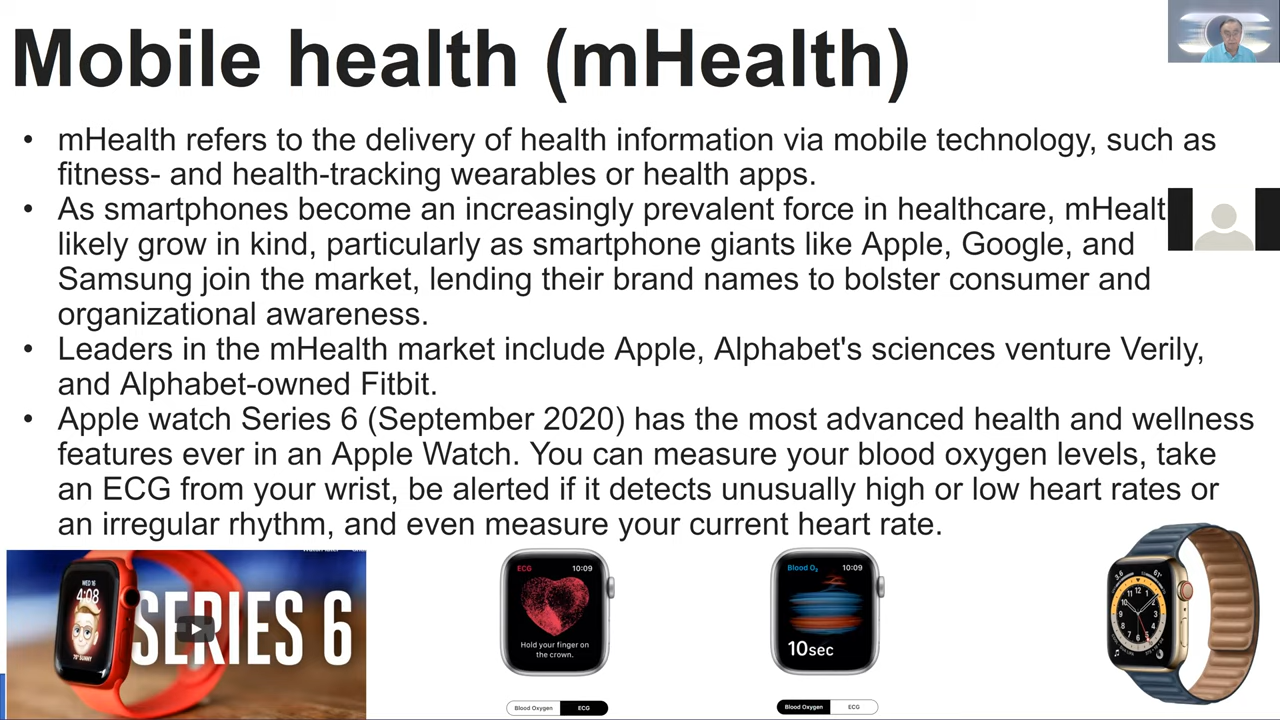 Mobile health (mHealth)
• mHealth refers to the delivery of health information via mobile technology, such as
fitness- and health-tracking wearables or health apps.
• As smartphones become an increasingly prevalent force in healthcare, mHealt
likely grow in kind, particularly as smartphone giants like Apple, Google, and
Samsung join the market, lending their brand names to bolster consumer and
organizational awareness.
• Leaders in the mHealth market include Apple, Alphabet's sciences venture Verily,
and Alphabet-owned Fitbit.
• Apple watch Series 6 (September 2020) has the most advanced health and wellness
features ever in an Apple Watch. You can measure your blood oxygen levels, take
an ECG from your wrist, be alerted if it detects unusually high or low heart rates or
an irregular rhythm, and even measure your current heart rate.
WED 16
4:08
75° SUNNY
SERIES 6
ECG 10:09
Hold your finger on
the crown.
Blood Oxygen ECG
Blood O₂ 10:09
10sec
Blood Oxygen ECG